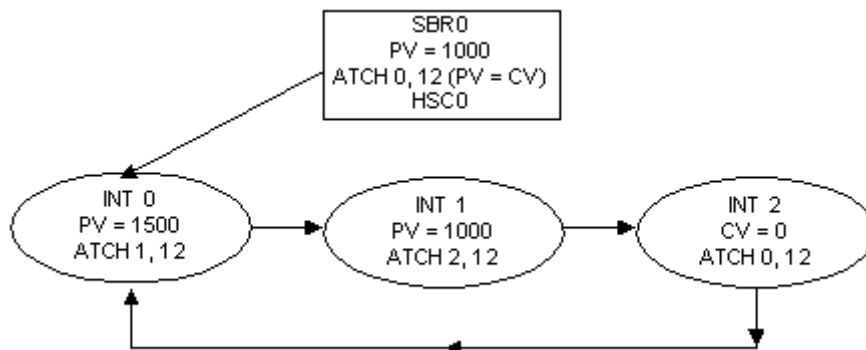 SBR0
PV = 1000
ATCH 0, 12 (PV = CV)
HSC0
INT 0
PV = 1500
ATCH 1, 12
INT 1
PV = 1000
ATCH 2, 12
INT 2
CV = 0
ATCH 0, 12